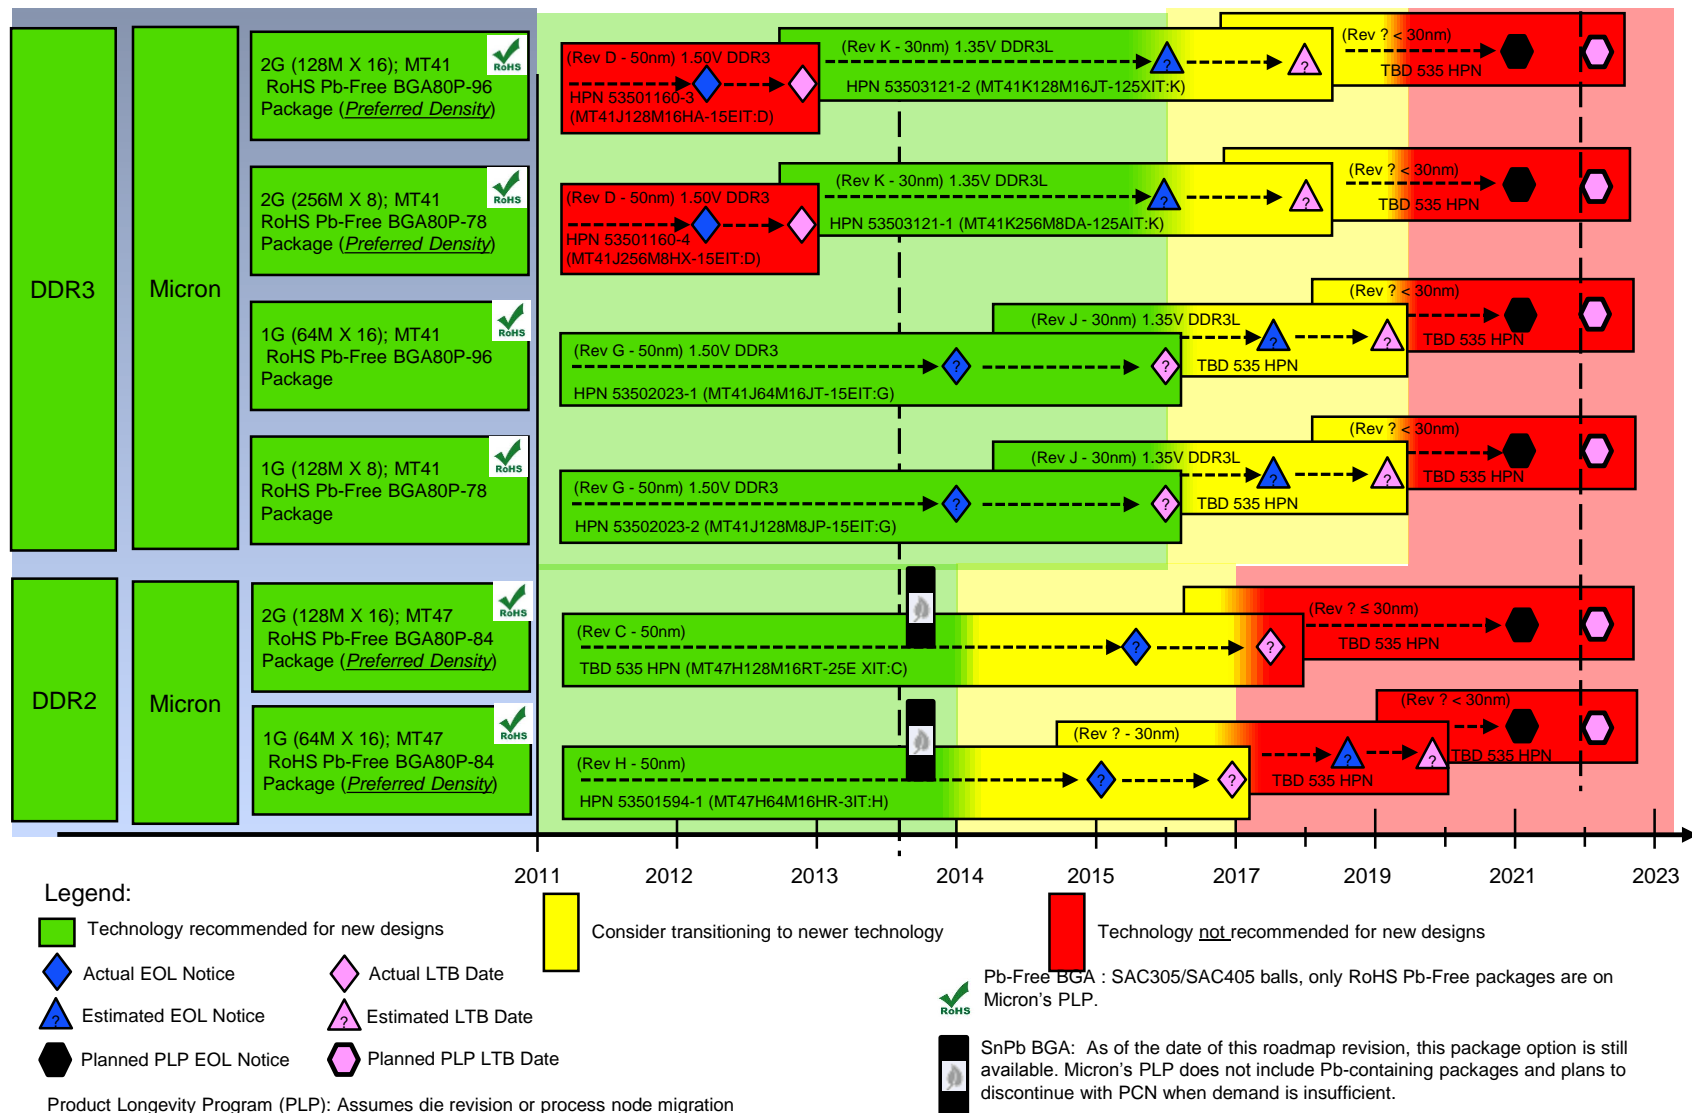 DDR3
Micron
2G (128M X 16); MT41
RoHS Pb-Free BGA80P-96
Package (Preferred Density)
RoHS
(Rev D - 50nm) 1.50V DDR3
HPN 53501160-3
(MT41J128M16HA-15EIT:D)
(Rev K - 30nm) 1.35V DDR3L
?
?
HPN 53503121-2 (MT41K128M16JT-125XIT:K)
(Rev ? < 30nm)
TBD 535 HPN
2G (256M X 8); MT41
RoHS Pb-Free BGA80P-78
Package (Preferred Density)
RoHS
(Rev D - 50nm) 1.50V DDR3
HPN 53501160-4
(MT41J256M8HX-15EIT:D)
(Rev K - 30nm) 1.35V DDR3L
?
?
HPN 53503121-1 (MT41K256M8DA-125AIT:K)
(Rev ? < 30nm)
TBD 535 HPN
1G (64M X 16); MT41
RoHS Pb-Free BGA80P-96
Package
RoHS
(Rev G - 50nm) 1.50V DDR3
?
?
HPN 53502023-1 (MT41J64M16JT-15EIT:G)
(Rev J - 30nm) 1.35V DDR3L
?
?
TBD 535 HPN
(Rev ? < 30nm)
TBD 535 HPN
1G (128M X 8); MT41
RoHS Pb-Free BGA80P-78
Package
RoHS
(Rev G - 50nm) 1.50V DDR3
?
?
HPN 53502023-2 (MT41J128M8JP-15EIT:G)
(Rev J - 30nm) 1.35V DDR3L
?
?
TBD 535 HPN
(Rev ? < 30nm)
TBD 535 HPN
DDR2
Micron
2G (128M X 16); MT47
RoHS Pb-Free BGA80P-84
Package (Preferred Density)
RoHS
(Rev C - 50nm)
?
?
TBD 535 HPN (MT47H128M16RT-25E XIT:C)
(Rev ? ≤ 30nm)
TBD 535 HPN
1G (64M X 16); MT47
RoHS Pb-Free BGA80P-84
Package (Preferred Density)
RoHS
(Rev H - 50nm)
?
?
HPN 53501594-1 (MT47H64M16HR-3IT:H)
(Rev ? - 30nm)
?
?
TBD 535 HPN
(Rev ? < 30nm)
TBD 535 HPN
2011 2012 2013 2014 2015 2017 2019 2021 2023
Legend:
Technology recommended for new designs
Consider transitioning to newer technology
Technology not recommended for new designs
Actual EOL Notice
Actual LTB Date
?
Estimated EOL Notice
?
Estimated LTB Date
Planned PLP EOL Notice
Planned PLP LTB Date
RoHS
Pb-Free BGA : SAC305/SAC405 balls, only RoHS Pb-Free packages are on
Micron's PLP.
SnPb BGA: As of the date of this roadmap revision, this package option is still
available. Micron's PLP does not include Pb-containing packages and plans to
discontinue with PCN when demand is insufficient.
Product Longevity Program (PLP): Assumes die revision or process node migration